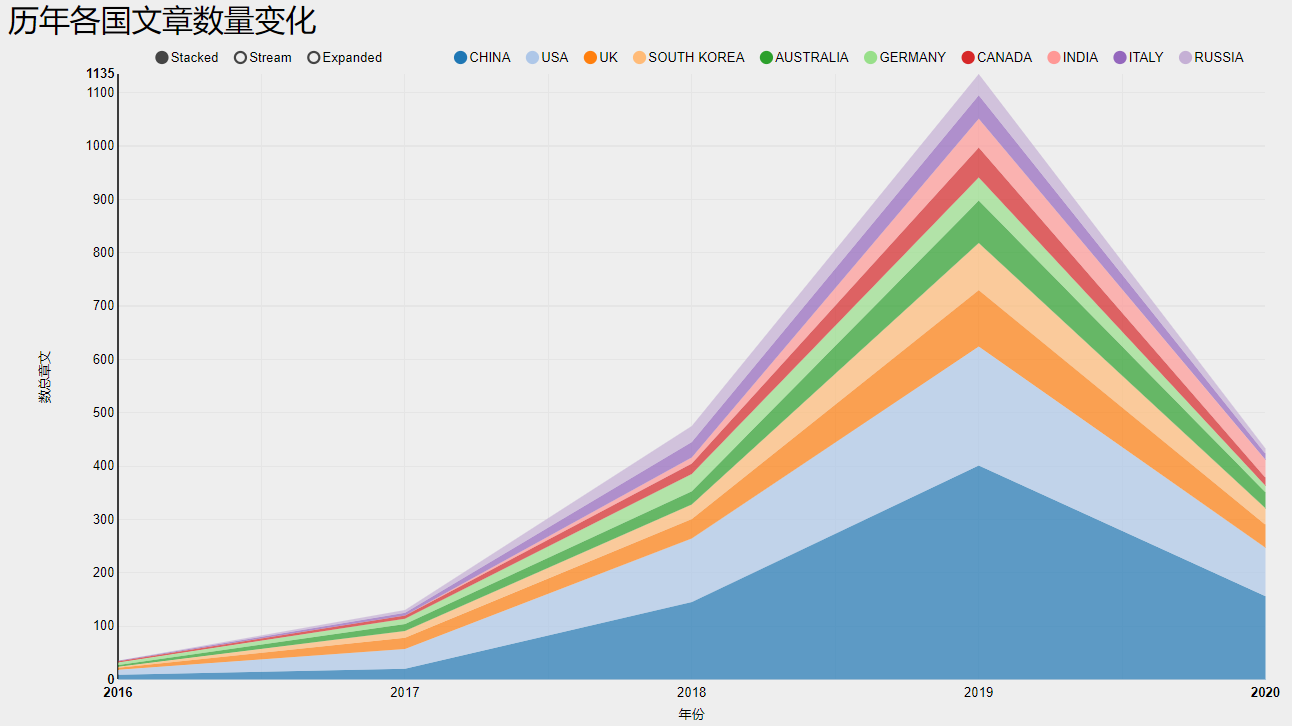 历年各国文章数量变化
Stacked Stream Expanded CHINA USA UK SOUTH KOREA AUSTRALIA GERMANY CANADA INDIA ITALY RUSSIA
1135
1100
1000
900
800
700
600
500
400
300
200
100
0
数总章文
2016 2017 2018 2019 2020
年份